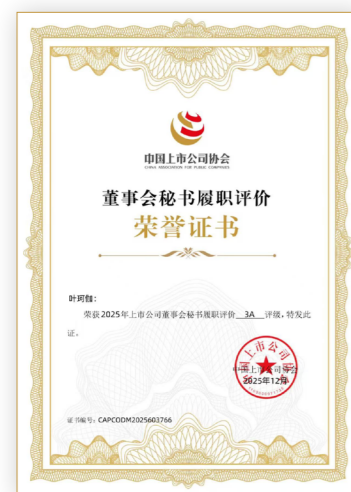 中国上市公司协会
CHINA ASSOCIATION FOR PUBLIC COMPANIES
董事会秘书履职评价
荣誉证书
叶珂伽：
荣获2025年上市公司董事会秘书履职评价 3A 评级，特发此
证。
中国上市公司协会
2025年12月
证书编号：CAPCODM2025603766